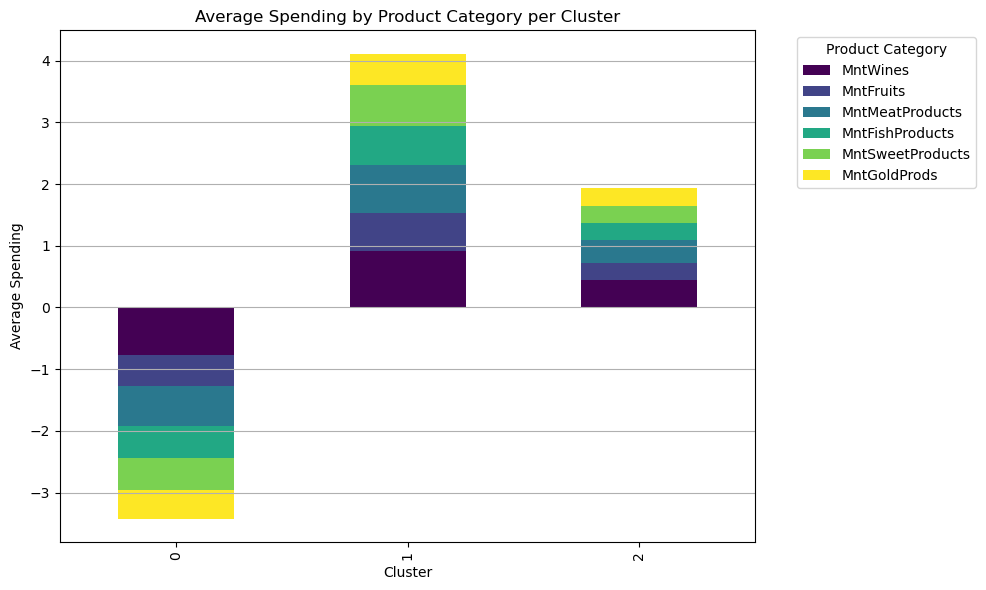 Average Spending by Product Category per Cluster
Average Spending
4
3
2
1
0
−1
−2
−3
0
1
2
Cluster
Product Category
MntWines
MntFruits
MntMeatProducts
MntFishProducts
MntSweetProducts
MntGoldProds